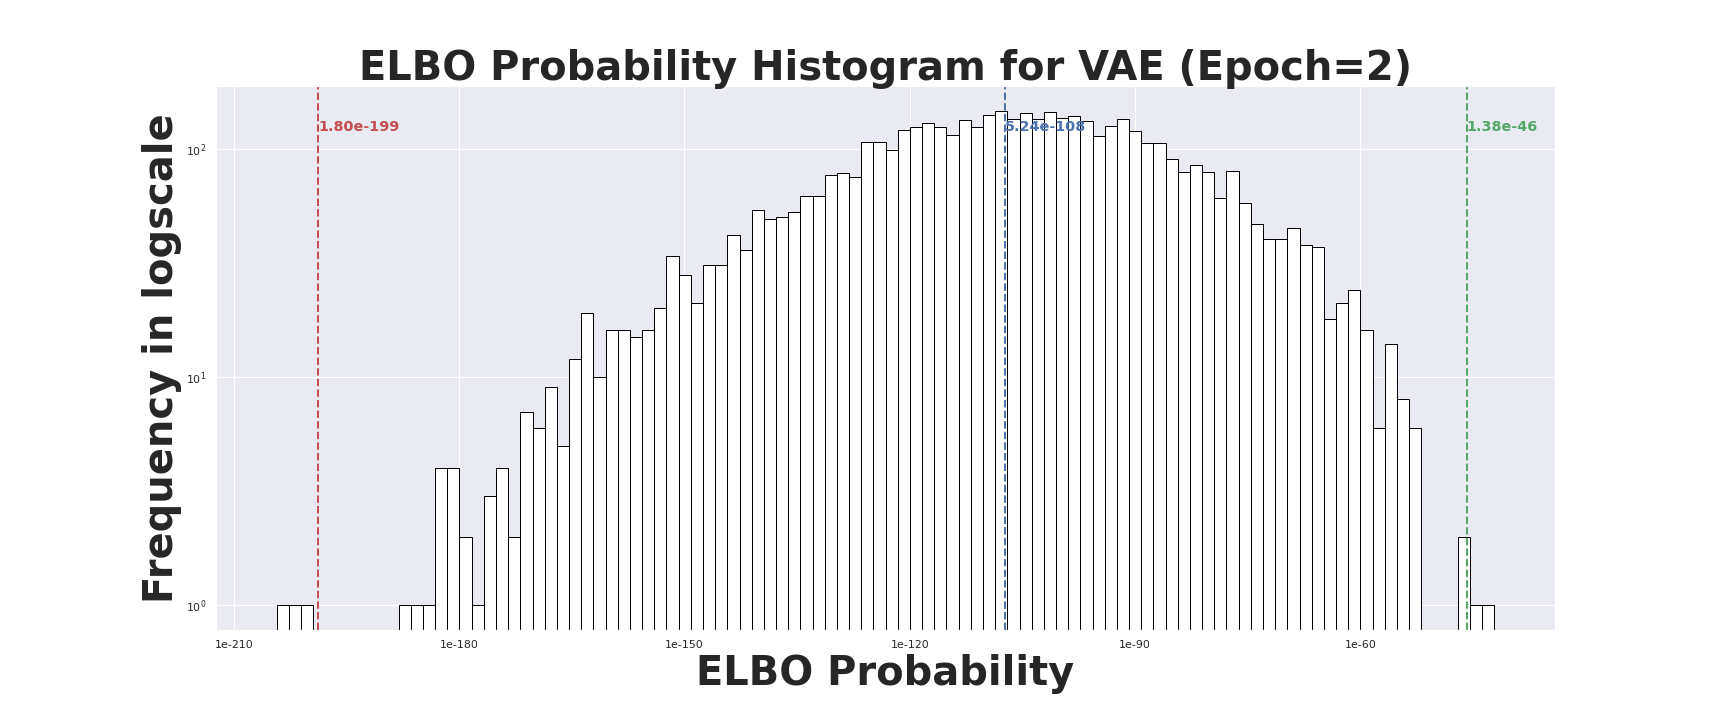 ELBO Probability Histogram for VAE (Epoch=2)
Frequency in logscale
10²
10¹
10⁰
1.80e-199
5.24e-108
1.38e-46
1e-210
1e-180
1e-150
1e-120
1e-90
1e-60
ELBO Probability